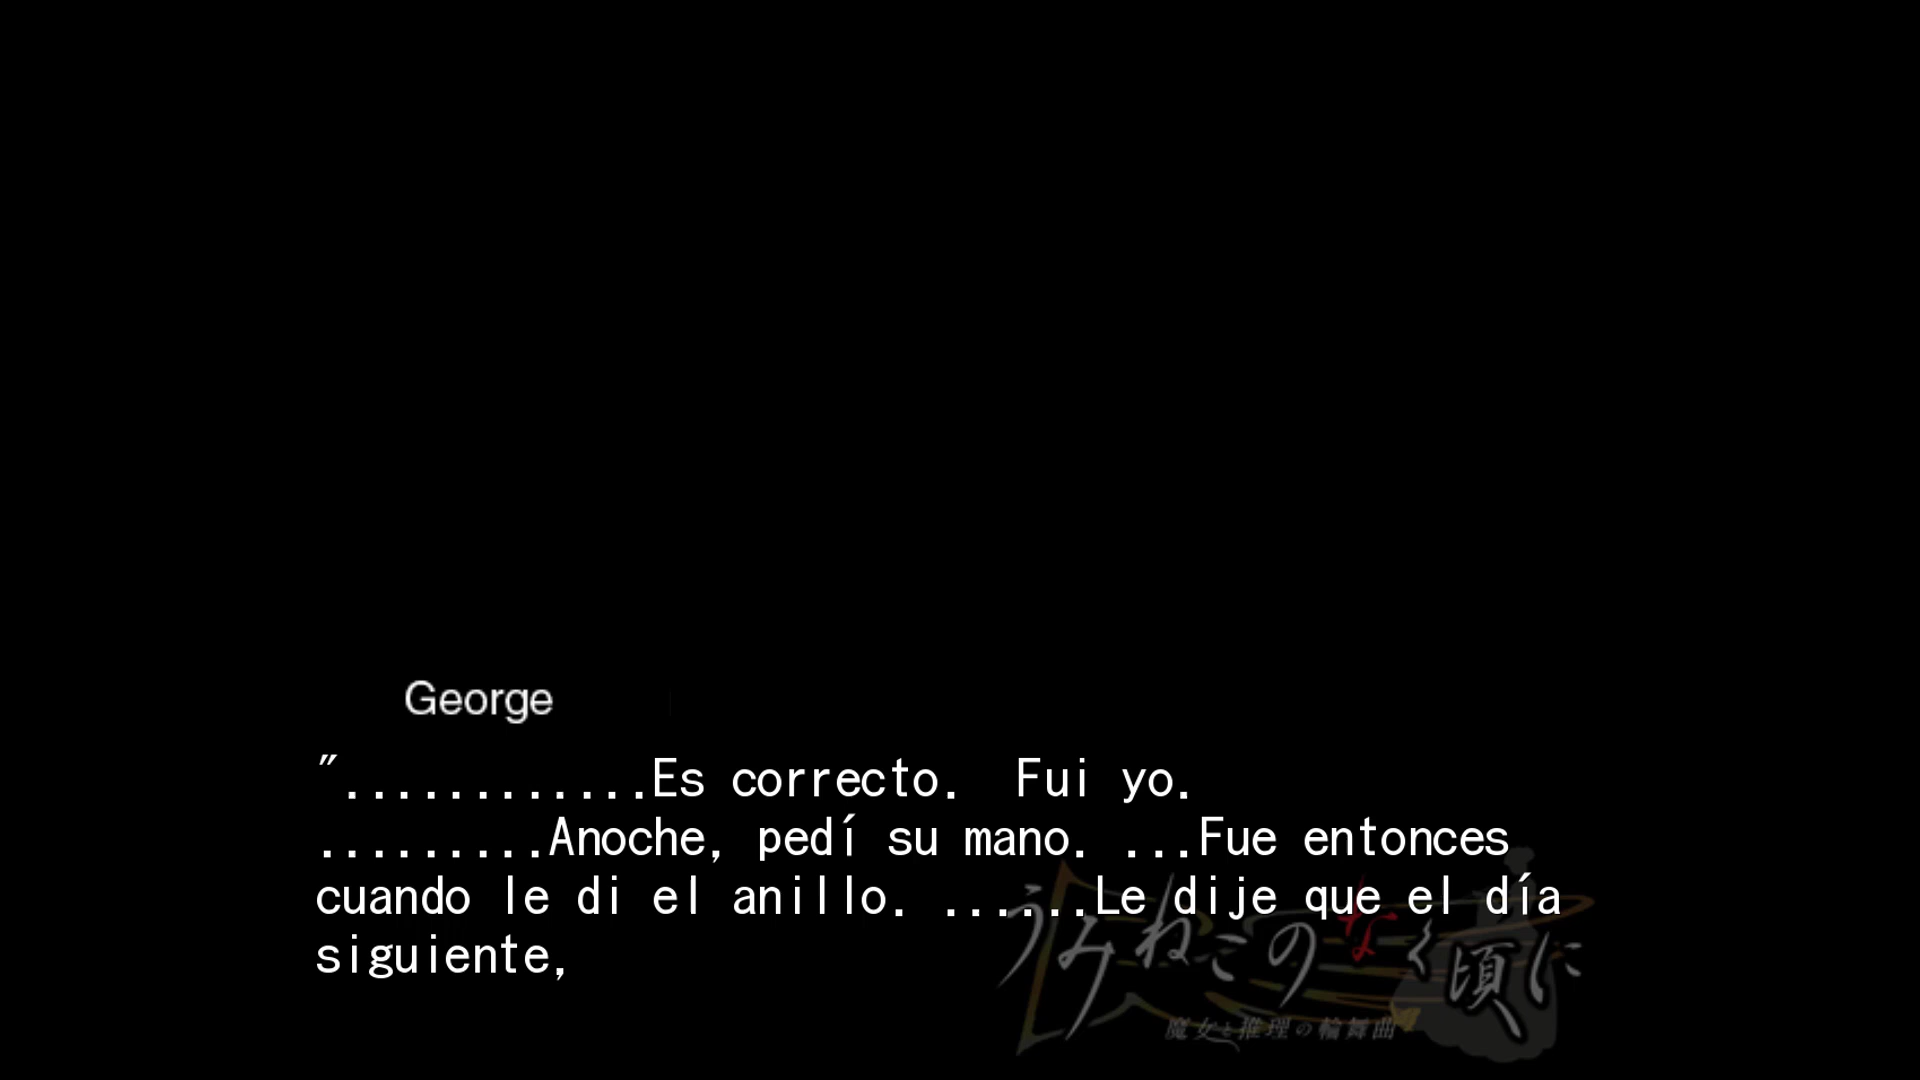 George
"............Es correcto.  Fui yo.
.........Anoche, pedí su mano. ...Fue entonces
cuando le di el anillo. ......Le dije que el día
siguiente,
うみねこのなく頃に
魔女と推理の輪舞曲